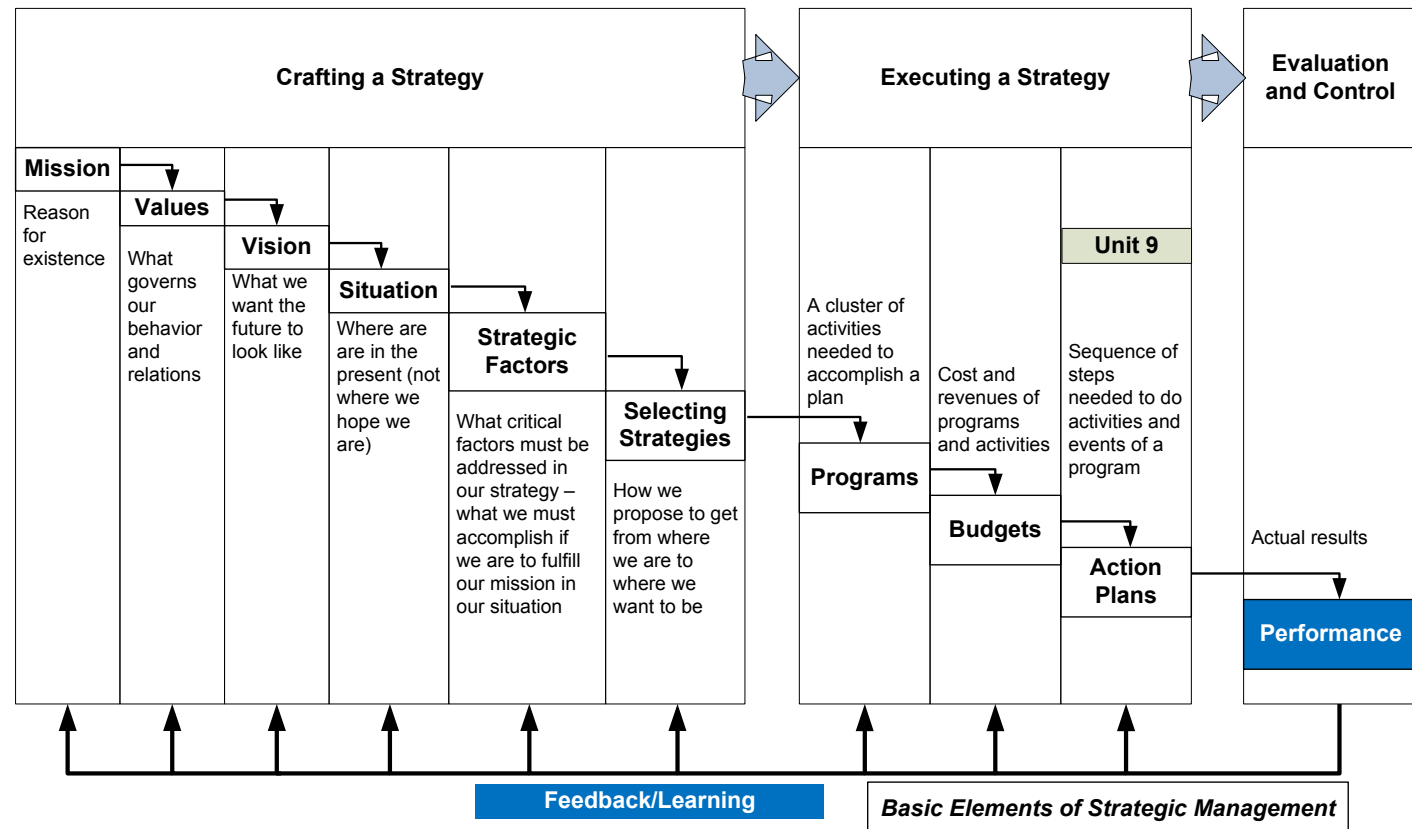 Crafting a Strategy
Executing a Strategy
Evaluation
and Control
Mission
Reason
for
existence
Values
What
governs
our
behavior
and
relations
Vision
What we
want the
future to
look like
Situation
Where are
are in the
present (not
where we
hope we
are)
Strategic
Factors
What critical
factors must be
addressed in
our strategy –
what we must
accomplish if
we are to fulfill
our mission in
our situation
Selecting
Strategies
How we
propose to get
from where
we are to
where we
want to be
A cluster of
activities
needed to
accomplish a
plan
Programs
Cost and
revenues of
programs
and activities
Budgets
Unit 9
Sequence of
steps
needed to do
activities and
events of a
program
Action
Plans
Actual results
Performance
Feedback/Learning
Basic Elements of Strategic Management